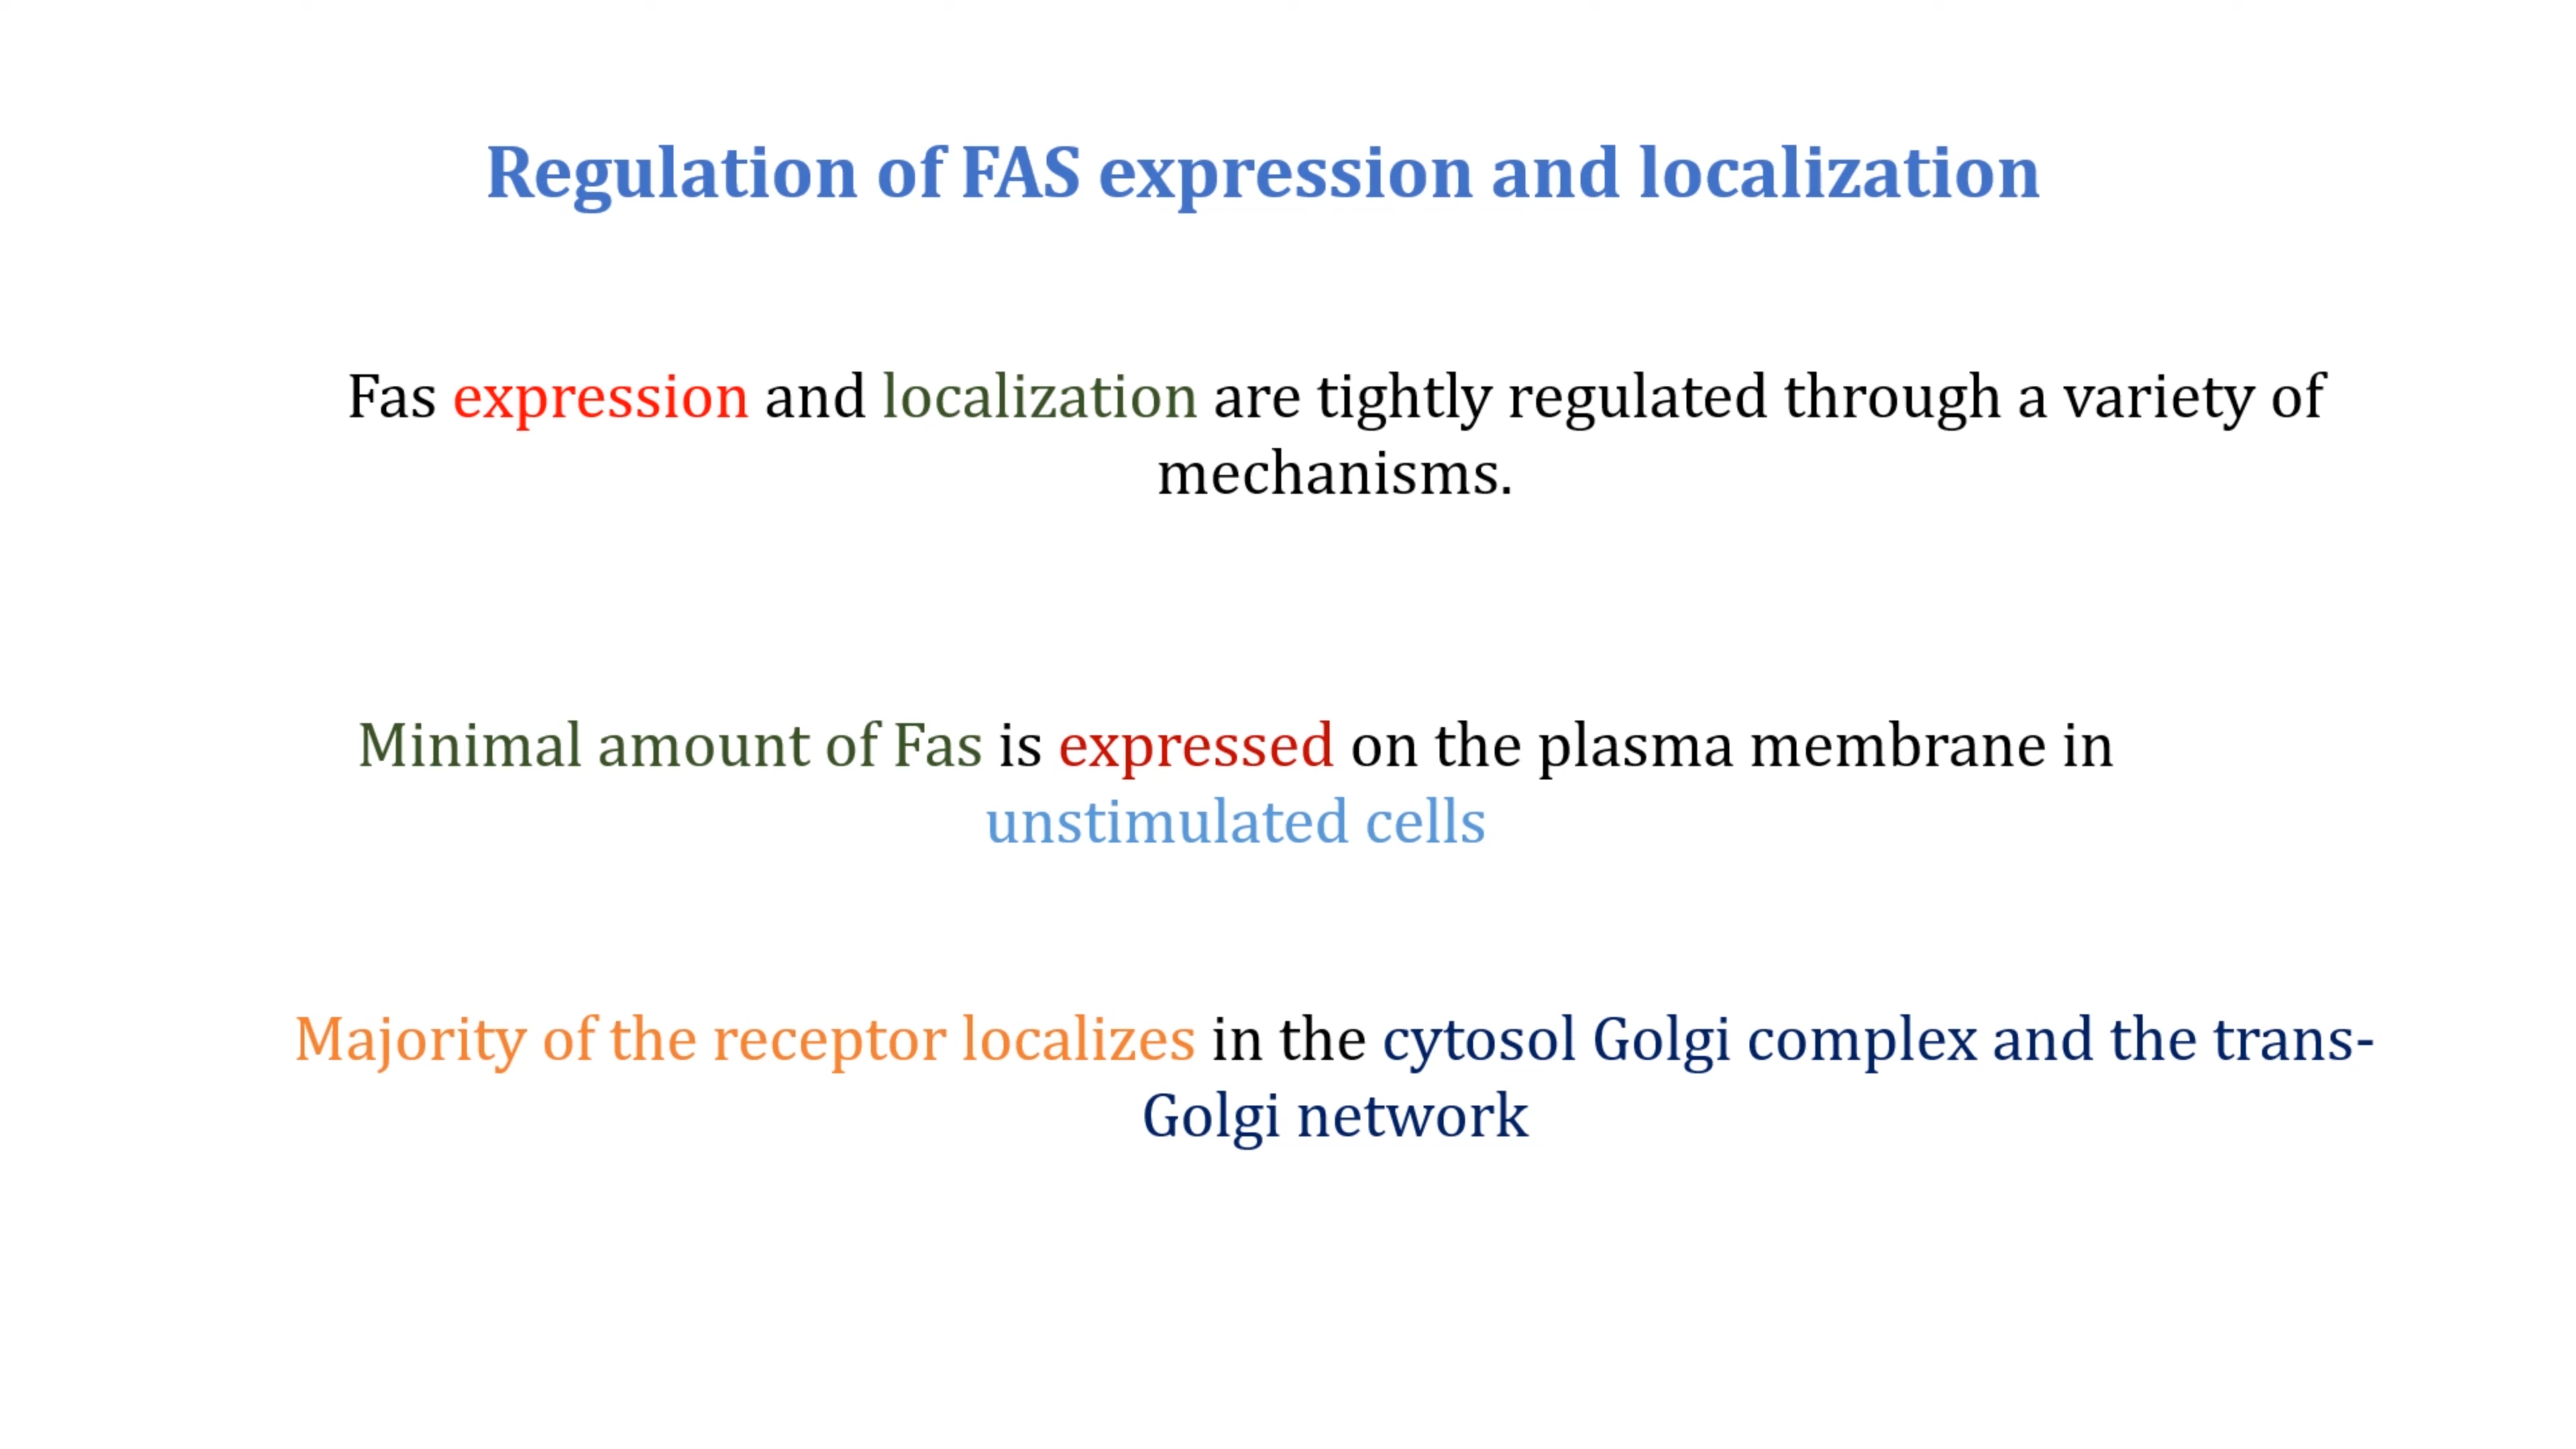 Regulation of FAS expression and localization
Fas expression and localization are tightly regulated through a variety of
mechanisms.
Minimal amount of Fas is expressed on the plasma membrane in
unstimulated cells
Majority of the receptor localizes in the cytosol Golgi complex and the trans-
Golgi network